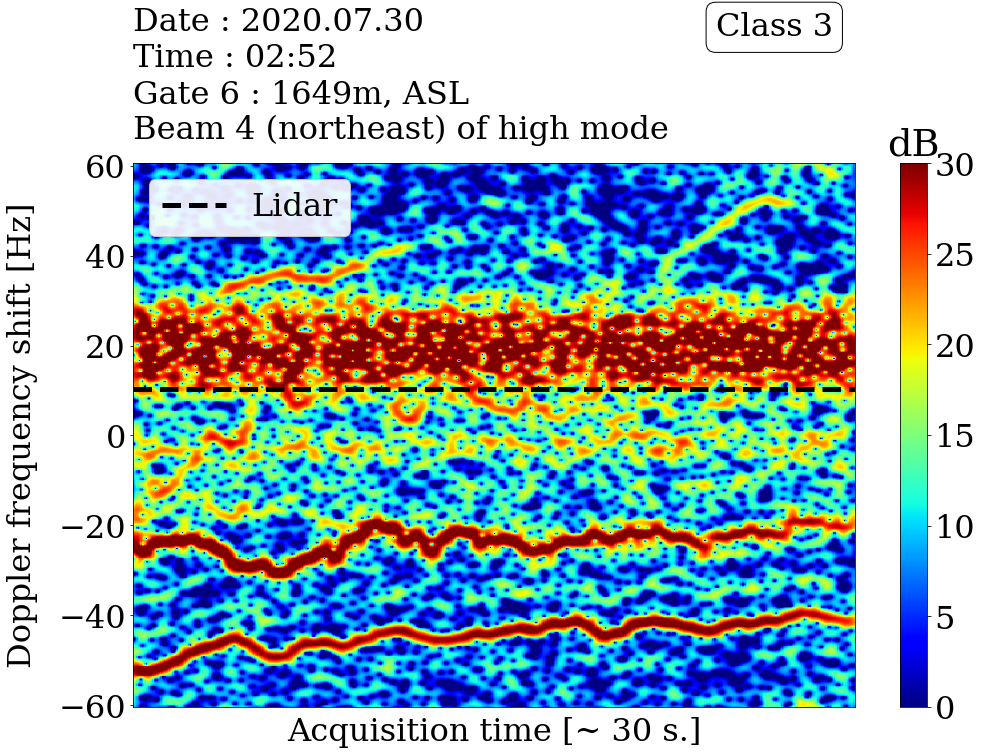 Date : 2020.07.30
Time : 02:52
Gate 6 : 1649m, ASL
Beam 4 (northeast) of high mode
Class 3
dB
Lidar
Doppler frequency shift [Hz]
60
40
20
0
−20
−40
−60
Acquisition time [~ 30 s.]
30
25
20
15
10
5
0